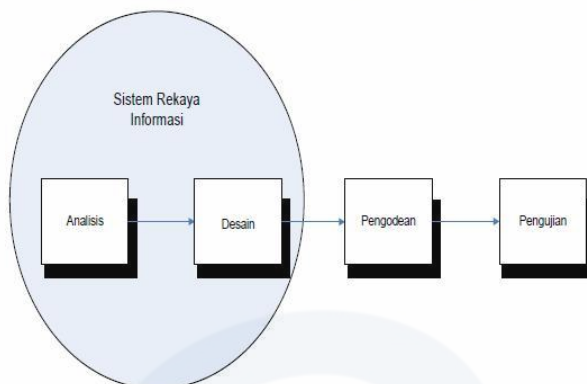 Sistem Rekaya
Informasi
Analisis
Desain
Pengodean
Pengujian